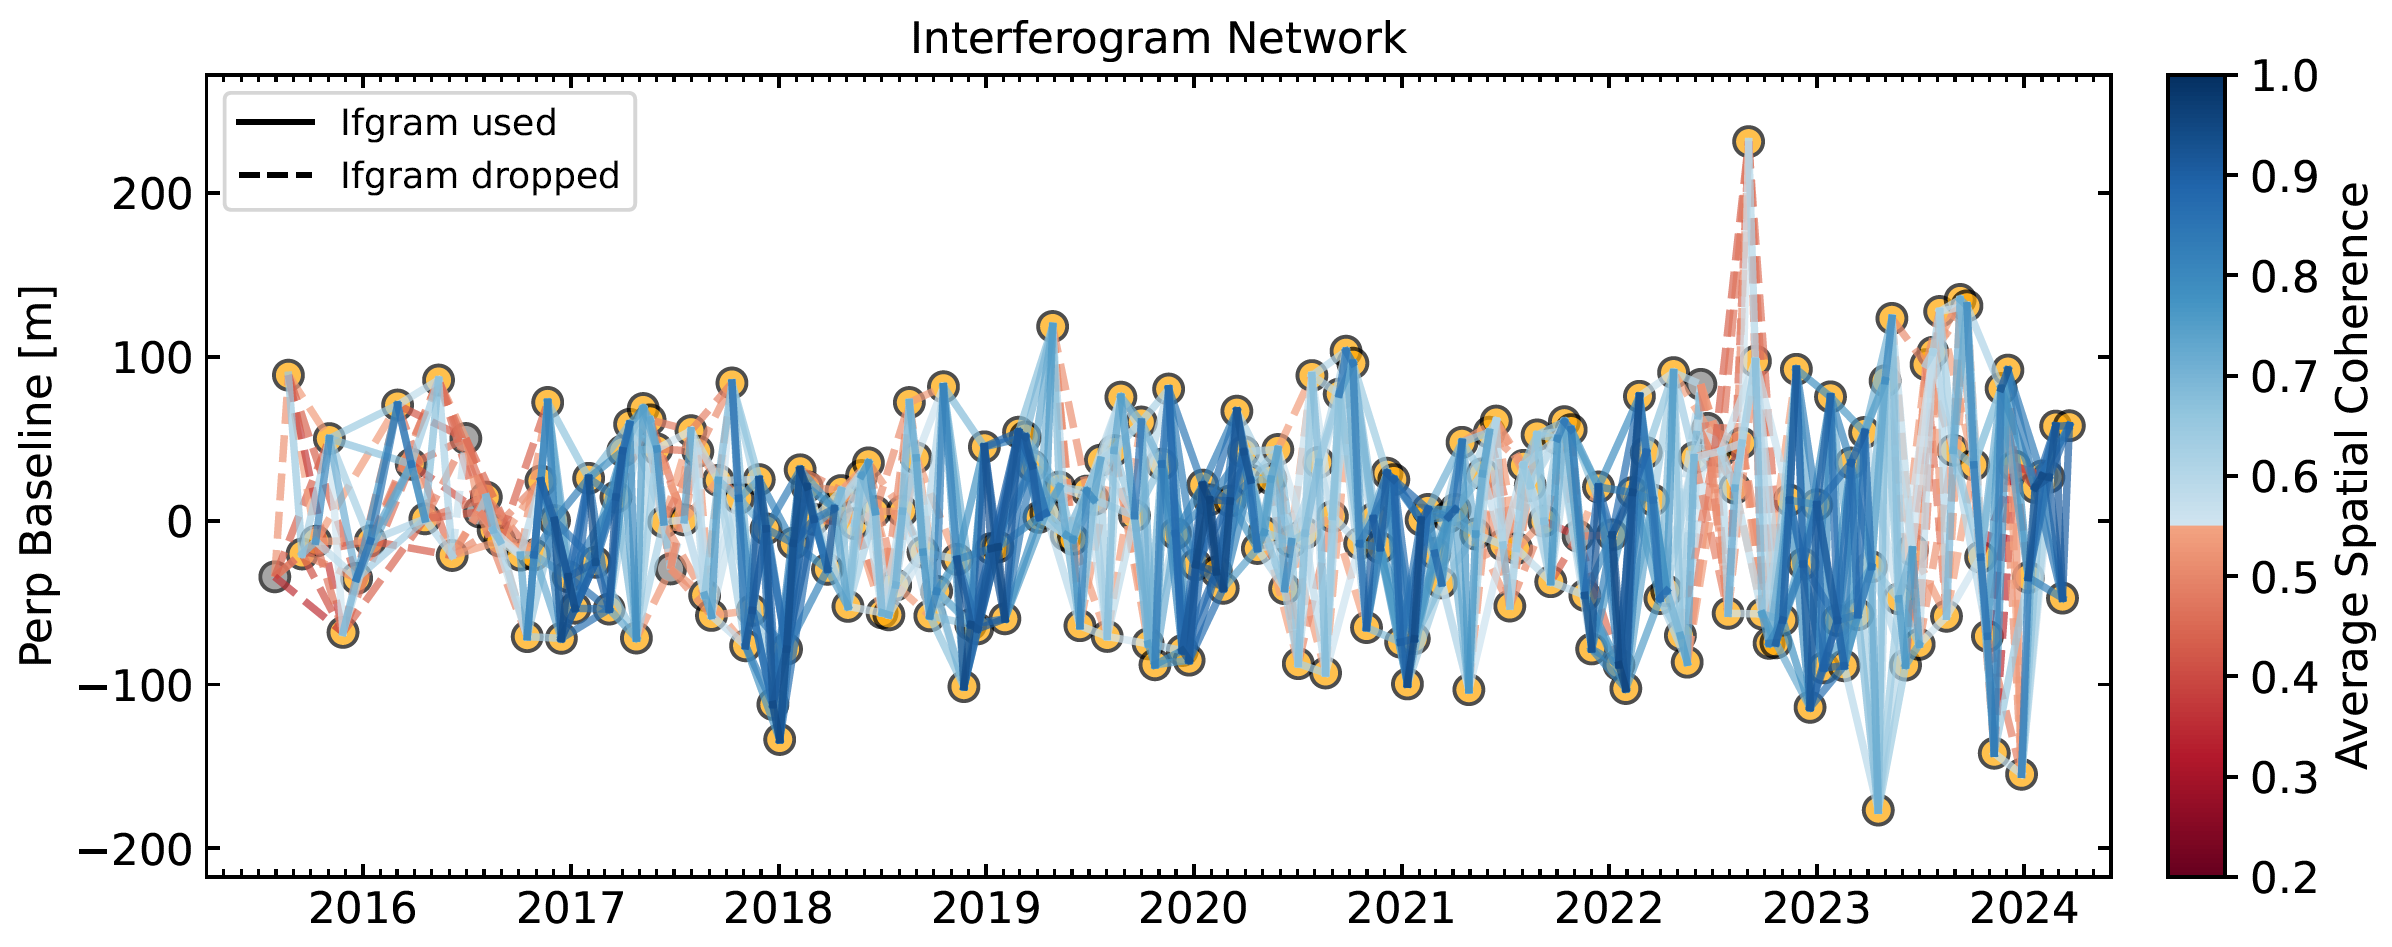 Interferogram Network
Ifgram used
Ifgram dropped
Perp Baseline [m]
200
100
0
−100
−200
2016 2017 2018 2019 2020 2021 2022 2023 2024
1.0
0.9
0.8
0.7
0.6
0.5
0.4
0.3
0.2
Average Spatial Coherence